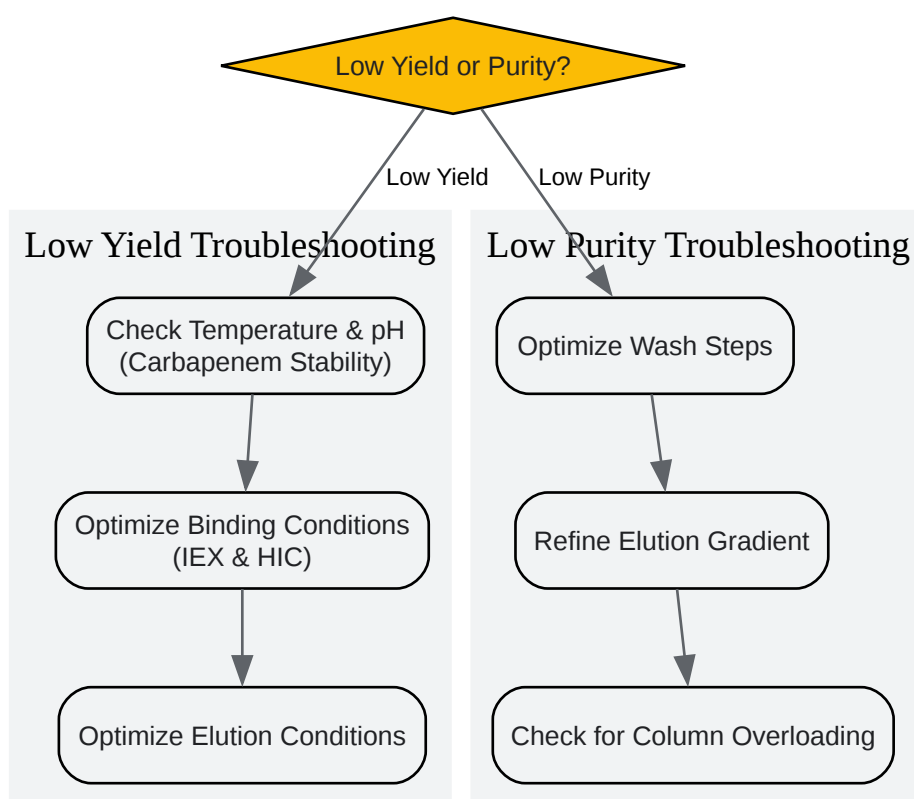 Low Yield or Purity?
Low Yield
Low Purity
Low Yield Troubleshooting
Check Temperature & pH
(Carbapenem Stability)
Optimize Binding Conditions
(IEX & HIC)
Optimize Elution Conditions
Low Purity Troubleshooting
Optimize Wash Steps
Refine Elution Gradient
Check for Column Overloading